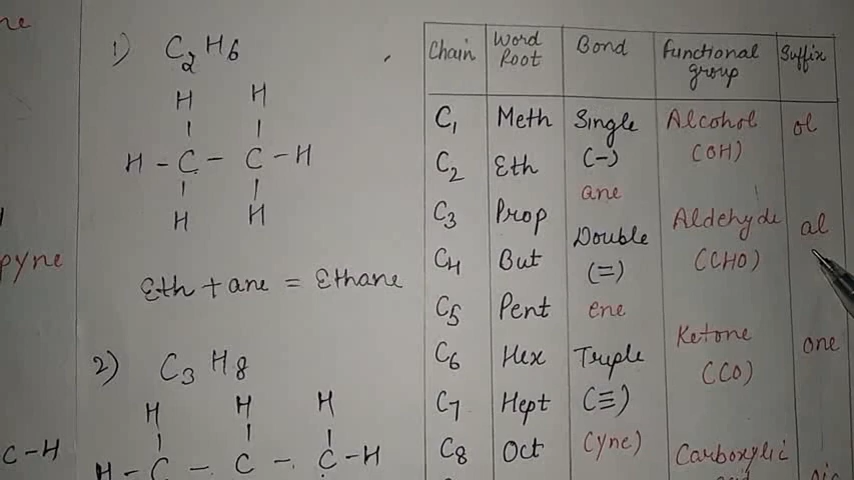 ne
pyne
C-H
1) C2H6
H H
H - C - C - H
H H
Eth + ane = Ethane
2) C3H8
H H H
H - C - C - C - H
Chain Word Root Bond Functional group Suffix
C1 Meth Single Alcohol ol
(-) (OH)
C2 Eth
ane
C3 Prop Aldehyde al
Double
C4 But (CHO)
(=)
C5 Pent ene
Ketone one
C6 Hex Triple
(CO)
C7 Hept (≡)
C8 Oct (yne) Carboxylic